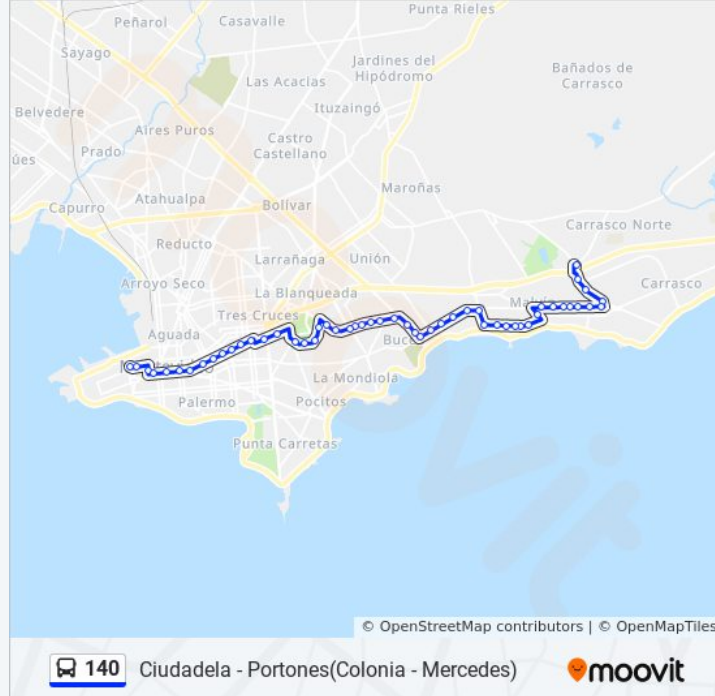 Punta Rieles
Peñarol
Casavalle
Sayago
Jardines del
Hipódromo
Bañados de
Carrasco
Las Acacias
Ituzaingó
Belvedere
Aires Puros
Castro
Castellano
Prado
úes
Maroñas
Atahualpa
Capurro
Bolívar
Carrasco Norte
Reducto
Larrañaga
Unión
Arroyo Seco
La Blanqueada
Carrasco
Tres Cruces
Aguada
La Mondiola
Palermo
Pocitos
Punta Carretas
© OpenStreetMap contributors | © OpenMapTiles
140 Ciudadela - Portones(Colonia - Mercedes)
moovit